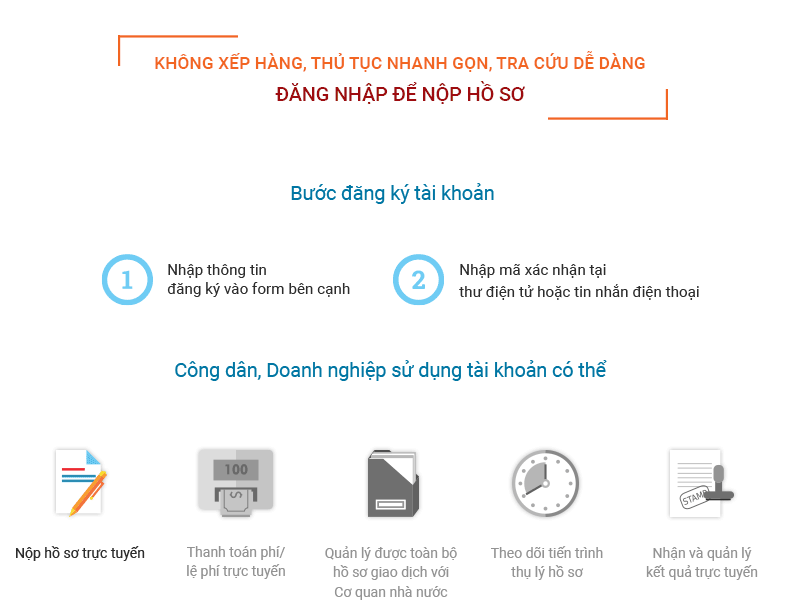 KHÔNG XẾP HÀNG, THỦ TỤC NHANH GỌN, TRA CỨU DỄ DÀNG
ĐĂNG NHẬP ĐỂ NỘP HỒ SƠ
Bước đăng ký tài khoản
1
Nhập thông tin
đăng ký vào form bên cạnh
2
Nhập mã xác nhận tại
thư điện tử hoặc tin nhắn điện thoại
Công dân, Doanh nghiệp sử dụng tài khoản có thể
100
S
STAMP
Nộp hồ sơ trực tuyến
Thanh toán phí/
lệ phí trực tuyến
Quản lý được toàn bộ
hồ sơ giao dịch với
Cơ quan nhà nước
Theo dõi tiến trình
thụ lý hồ sơ
Nhận và quản lý
kết quả trực tuyến